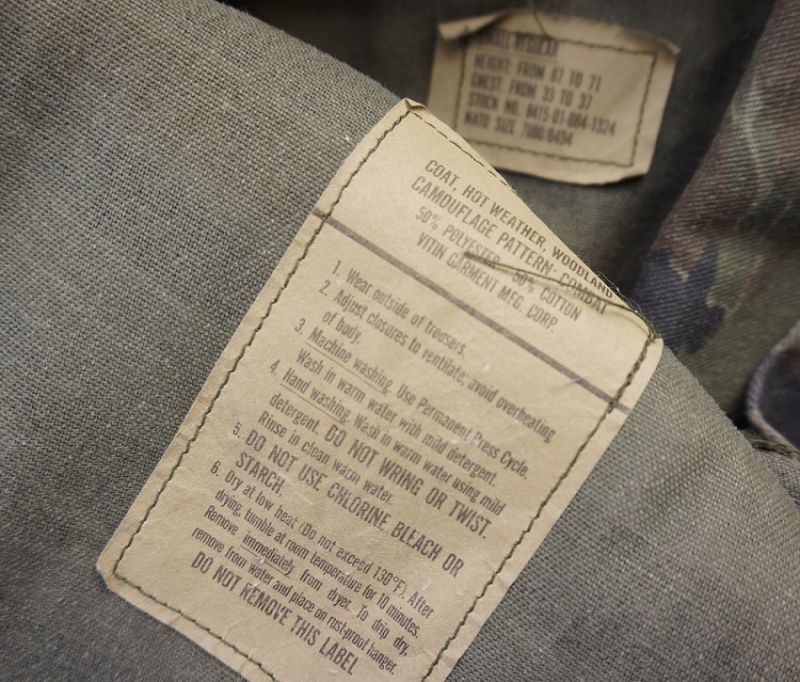 SMALL-REGULAR
HEIGHT: FROM 67 TO 71
CHEST: FROM 33 TO 37
STOCK NO. 8415-01-084-1324
NATO SIZE 7080/8494
COAT, HOT WEATHER, WOODLAND
CAMOUFLAGE PATTERN: COMBAT
50% POLYESTER 50% COTTON
VITIN GARMENT MFG. CORP
1. Wear outside of trousers.
2. Adjust closures to ventilate; avoid overheating
of body.
3. Machine washing. Use Permanent Press Cycle.
Wash in warm water with mild detergent.
4. Hand washing. Wash in warm water using mild
detergent. DO NOT WRING OR TWIST.
Rinse in clean warm water.
5. DO NOT USE CHLORINE BLEACH OR
STARCH.
6. Dry at low heat (Do not exceed 130°F). After
drying, tumble at room temperature for 10 minutes.
Remove immediately from dryer. To drip dry,
remove from water and place on rust-proof hanger.
DO NOT REMOVE THIS LABEL